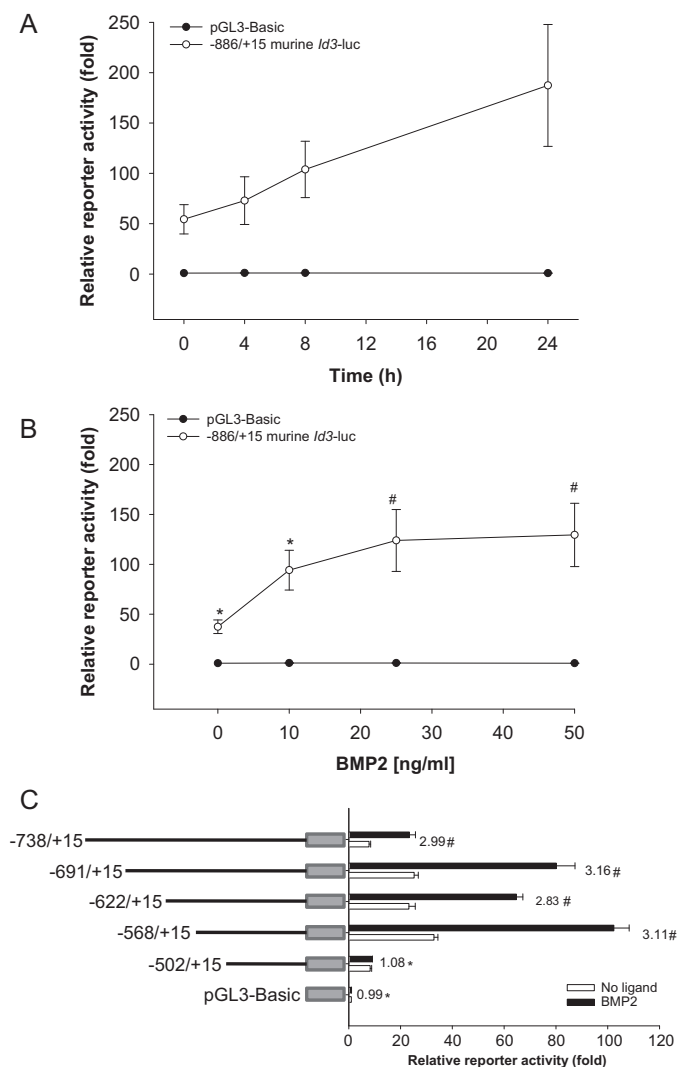 A
Relative reporter activity (fold)
250
200
150
100
50
0
pGL3-Basic
-886/+15 murine Id3-luc
0 4 8 12 16 20 24
Time (h)
B
Relative reporter activity (fold)
250
200
150
100
50
0
pGL3-Basic
-886/+15 murine Id3-luc
* * # #
0 10 20 30 40 50
BMP2 [ng/ml]
C
-738/+15 2.99#
-691/+15 3.16#
-622/+15 2.83 #
-568/+15 3.11#
-502/+15 1.08 *
pGL3-Basic 0.99 *
No ligand
BMP2
0 20 40 60 80 100 120
Relative reporter activity (fold)